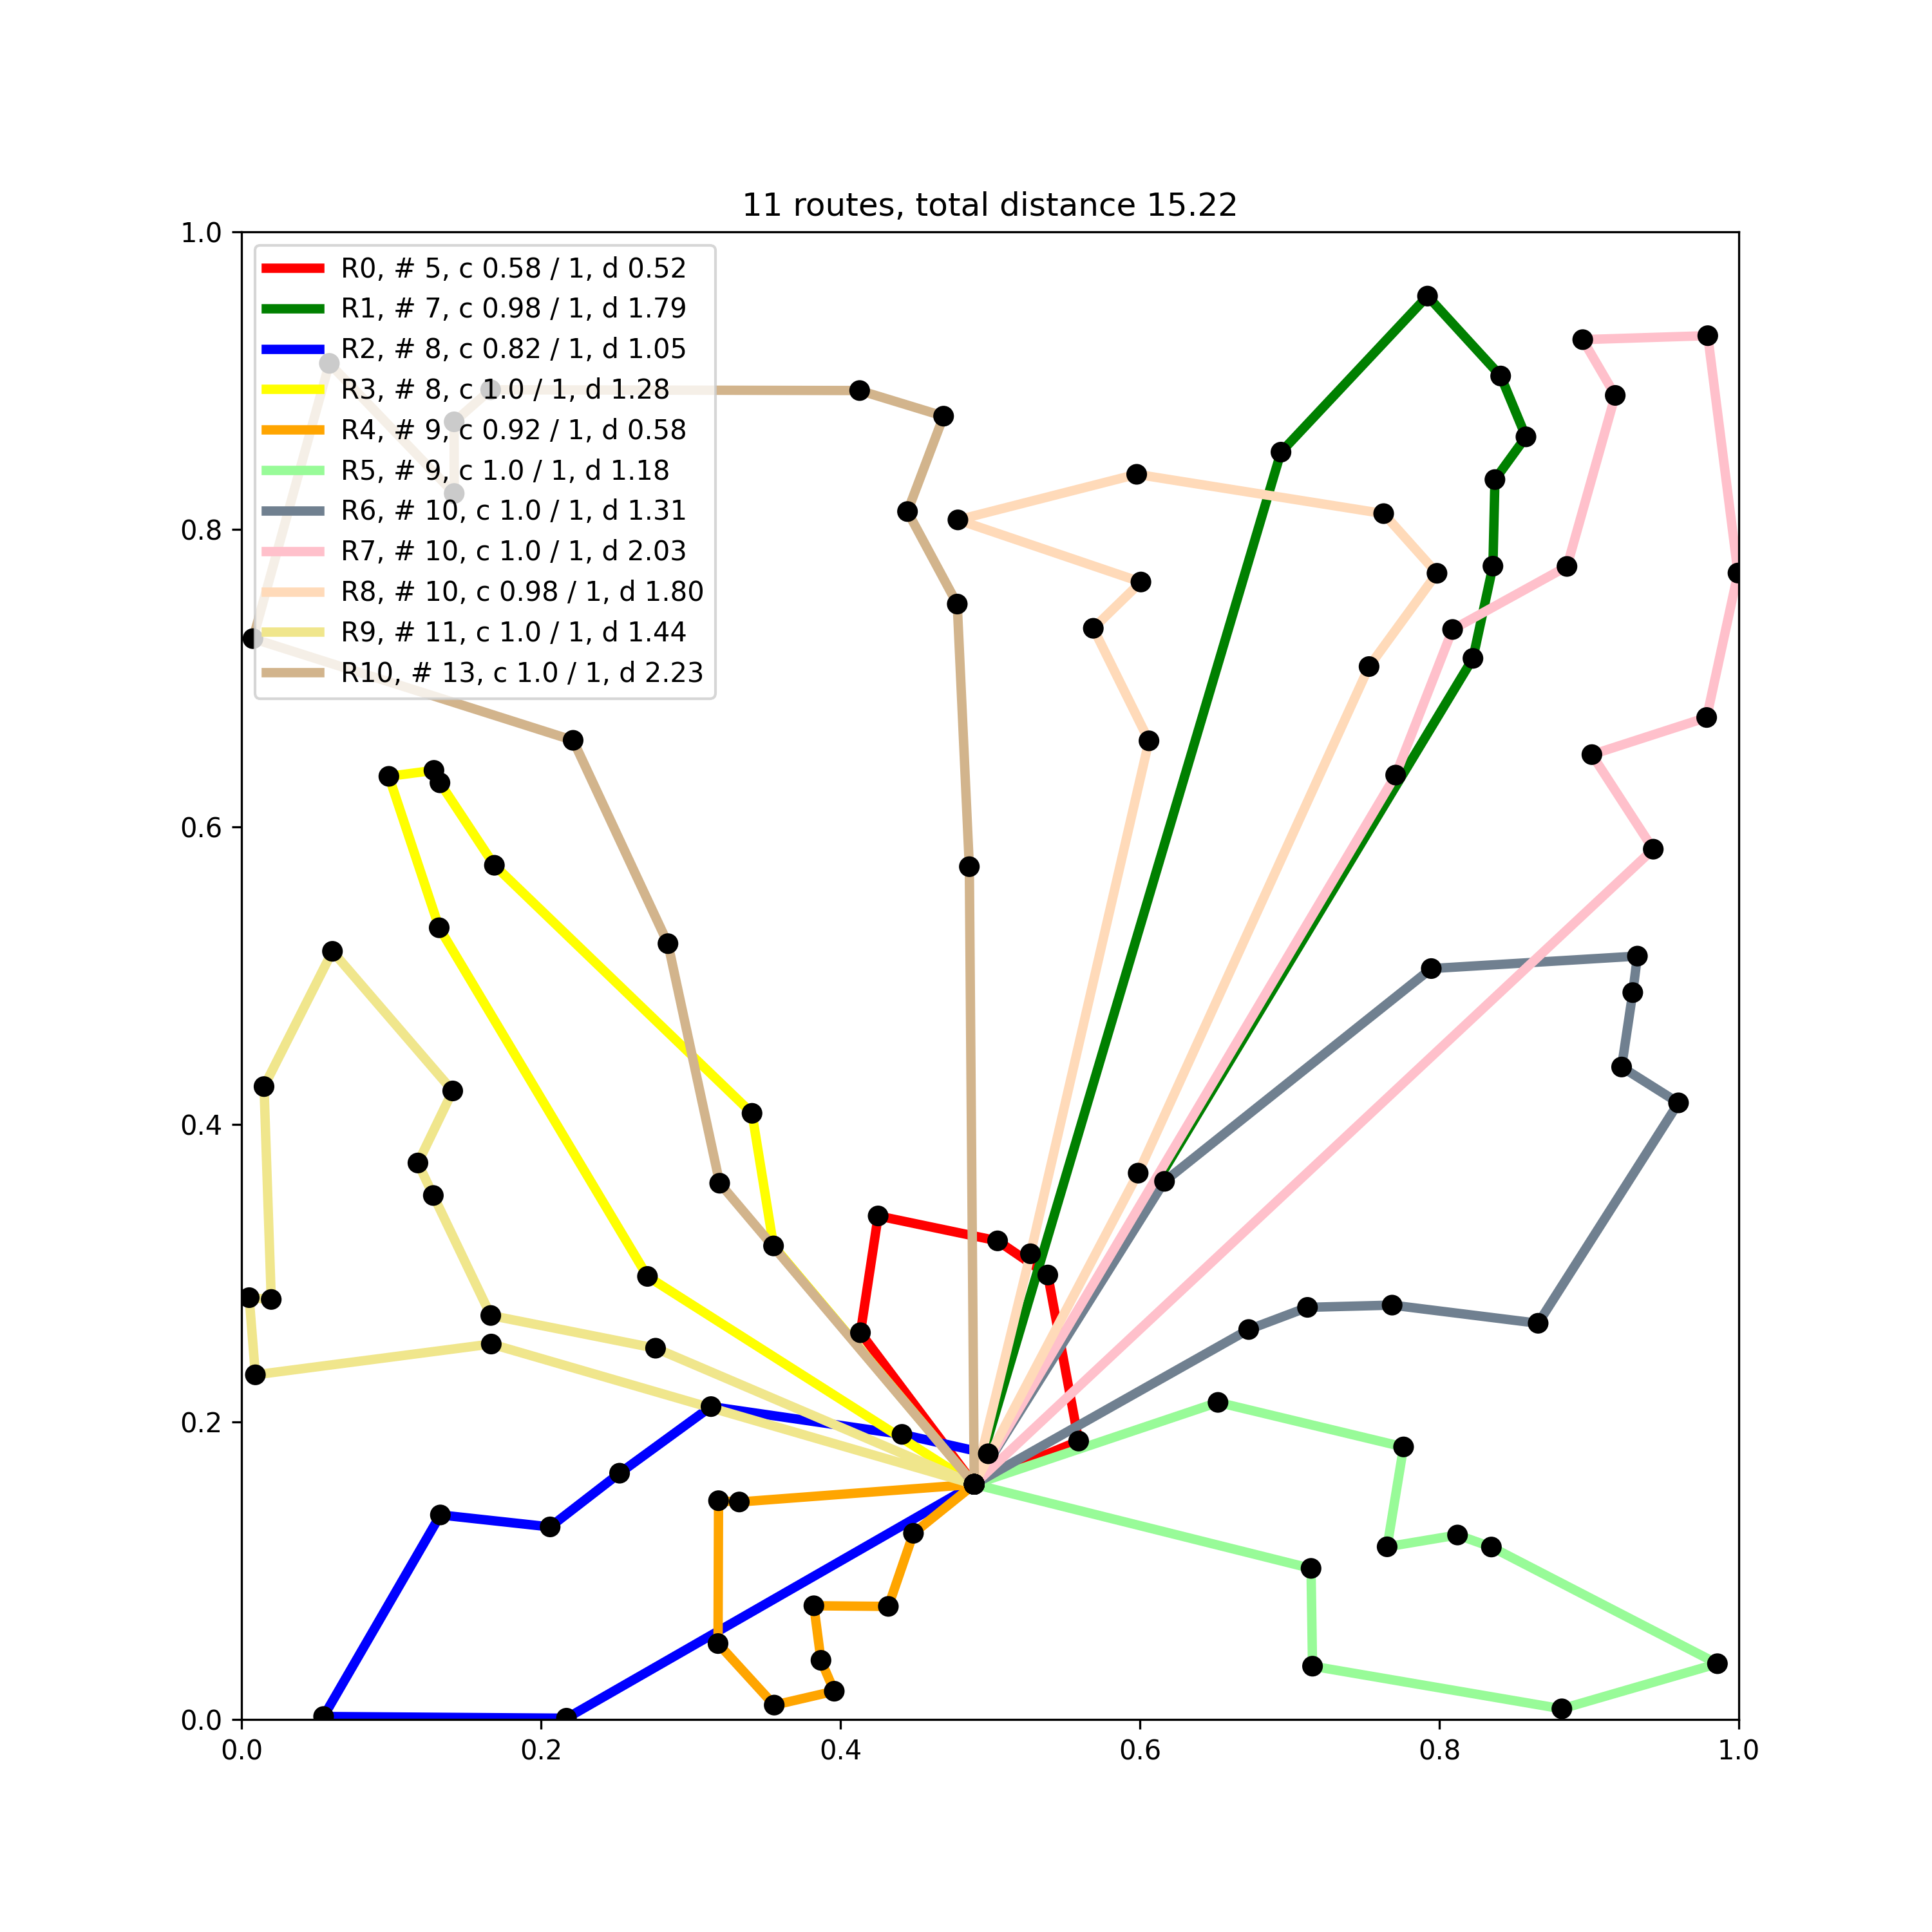 11 routes, total distance 15.22
1.0
0.8
0.6
0.4
0.2
0.0
R0, # 5, c 0.58 / 1, d 0.52
R1, # 7, c 0.98 / 1, d 1.79
R2, # 8, c 0.82 / 1, d 1.05
R3, # 8, c 1.0 / 1, d 1.28
R4, # 9, c 0.92 / 1, d 0.58
R5, # 9, c 1.0 / 1, d 1.18
R6, # 10, c 1.0 / 1, d 1.31
R7, # 10, c 1.0 / 1, d 2.03
R8, # 10, c 0.98 / 1, d 1.80
R9, # 11, c 1.0 / 1, d 1.44
R10, # 13, c 1.0 / 1, d 2.23
0.0 0.2 0.4 0.6 0.8 1.0